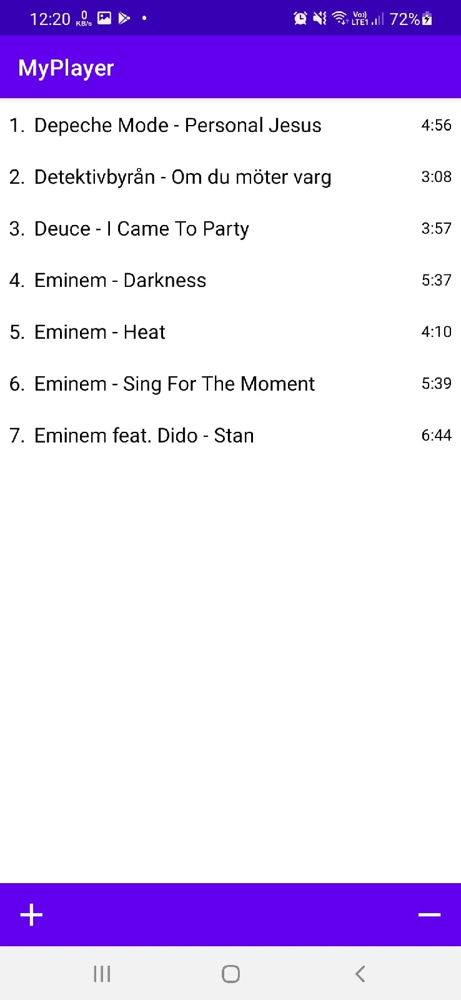 12:20 0 KB/s Vo)) LTE1 72%
MyPlayer
1. Depeche Mode - Personal Jesus 4:56
2. Detektivbyrån - Om du möter varg 3:08
3. Deuce - I Came To Party 3:57
4. Eminem - Darkness 5:37
5. Eminem - Heat 4:10
6. Eminem - Sing For The Moment 5:39
7. Eminem feat. Dido - Stan 6:44